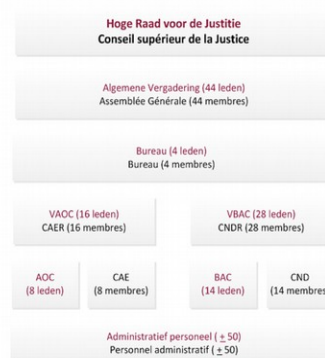 Hoge Raad voor de Justitie
Conseil supérieur de la Justice
Algemene Vergadering (44 leden)
Assemblée Générale (44 membres)
Bureau (4 leden)
Bureau (4 membres)
VAOC (16 leden)
CAER (16 membres)
VBAC (28 leden)
CNDR (28 membres)
AOC
(8 leden)
CAE
(8 membres)
BAC
(14 leden)
CND
(14 membres
Administratief personeel ( ± 50)
Personnel administratif ( ± 50)